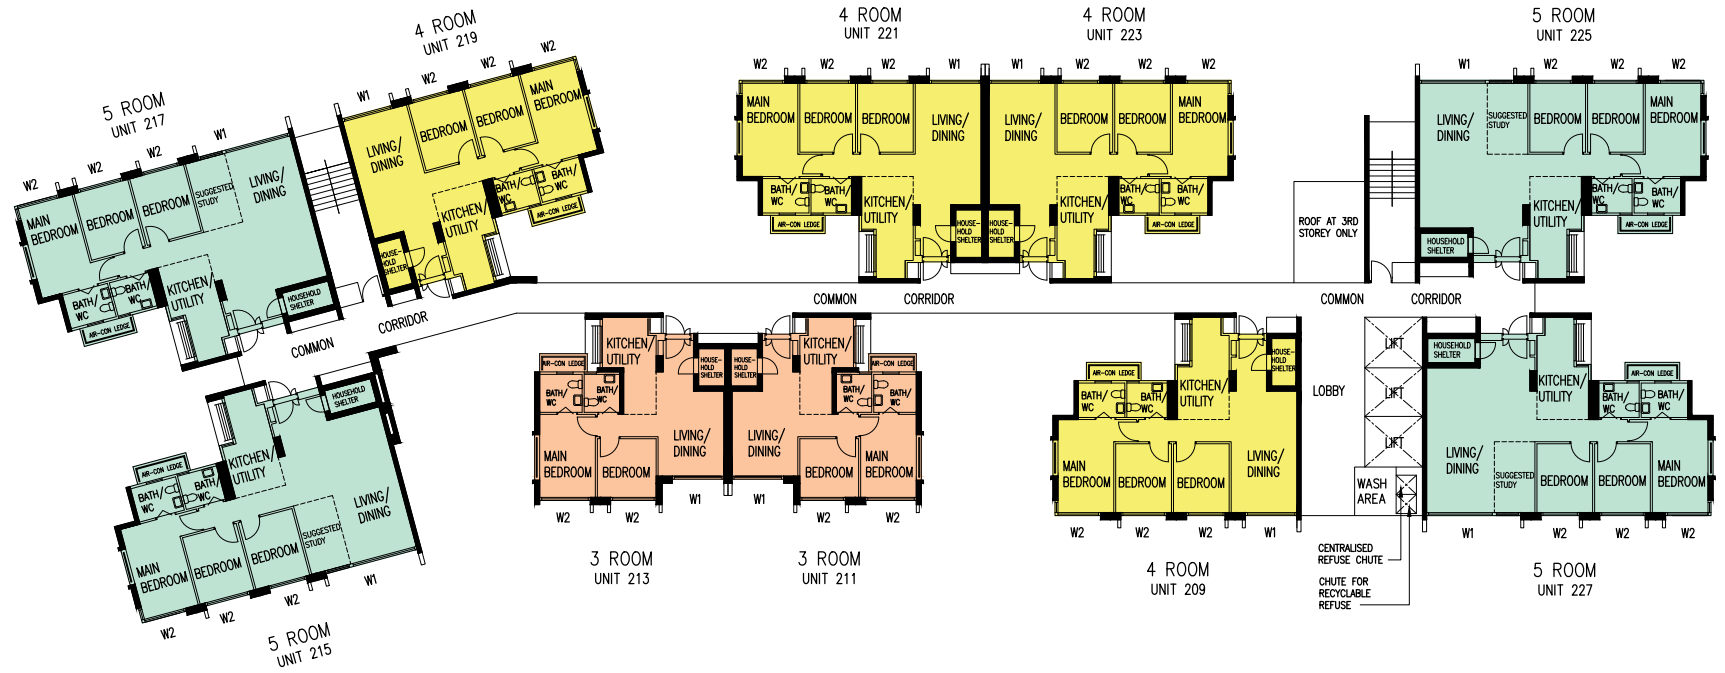 5 ROOM
UNIT 217
W2
W2
W2
W1
MAIN
BEDROOM
BEDROOM
BEDROOM
SUGGESTED
STUDY
LIVING/
DINING
BATH/
WC
BATH/
WC
AIR-CON LEDGE
KITCHEN/
UTILITY
HOUSEHOLD
SHELTER
4 ROOM
UNIT 219
W1
W2
W2
W2
LIVING/
DINING
BEDROOM
BEDROOM
MAIN
BEDROOM
BATH/
WC
BATH/
WC
AIR-CON LEDGE
KITCHEN/
UTILITY
HOUSE-
HOLD
SHELTER
4 ROOM
UNIT 221
W2
W2
W2
W1
MAIN
BEDROOM
BEDROOM
BEDROOM
LIVING/
DINING
BATH/
WC
BATH/
WC
AIR-CON LEDGE
KITCHEN/
UTILITY
HOUSE-
HOLD
SHELTER
4 ROOM
UNIT 223
W1
W2
W2
W2
LIVING/
DINING
BEDROOM
BEDROOM
MAIN
BEDROOM
BATH/
WC
BATH/
WC
AIR-CON LEDGE
KITCHEN/
UTILITY
HOUSE-
HOLD
SHELTER
ROOF AT 3RD
STOREY ONLY
5 ROOM
UNIT 225
W1
W2
W2
W2
LIVING/
DINING
SUGGESTED
STUDY
BEDROOM
BEDROOM
MAIN
BEDROOM
BATH/
WC
BATH/
WC
AIR-CON LEDGE
KITCHEN/
UTILITY
HOUSEHOLD
SHELTER
COMMON
CORRIDOR
COMMON
CORRIDOR
COMMON
CORRIDOR
HOUSEHOLD
SHELTER
KITCHEN/
UTILITY
AIR-CON LEDGE
BATH/
WC
BATH/
WC
LIVING/
DINING
SUGGESTED
STUDY
BEDROOM
BEDROOM
MAIN
BEDROOM
W2
W2
W2
W1
5 ROOM
UNIT 215
KITCHEN/
UTILITY
HOUSE-
HOLD
SHELTER
AIR-CON LEDGE
BATH/
WC
BATH/
WC
LIVING/
DINING
MAIN
BEDROOM
BEDROOM
W2
W2
W1
3 ROOM
UNIT 213
HOUSE-
HOLD
SHELTER
KITCHEN/
UTILITY
AIR-CON LEDGE
BATH/
WC
BATH/
WC
LIVING/
DINING
BEDROOM
MAIN
BEDROOM
W1
W2
W2
3 ROOM
UNIT 211
HOUSE-
HOLD
SHELTER
AIR-CON LEDGE
BATH/
WC
BATH/
WC
KITCHEN/
UTILITY
MAIN
BEDROOM
BEDROOM
BEDROOM
LIVING/
DINING
W2
W2
W2
W1
4 ROOM
UNIT 209
LOBBY
LIFT
LIFT
LIFT
WASH
AREA
CENTRALISED
REFUSE CHUTE
CHUTE FOR
RECYCLABLE
REFUSE
HOUSEHOLD
SHELTER
KITCHEN/
UTILITY
AIR-CON LEDGE
BATH/
WC
BATH/
WC
LIVING/
DINING
SUGGESTED
STUDY
BEDROOM
BEDROOM
MAIN
BEDROOM
W1
W2
W2
W2
5 ROOM
UNIT 227